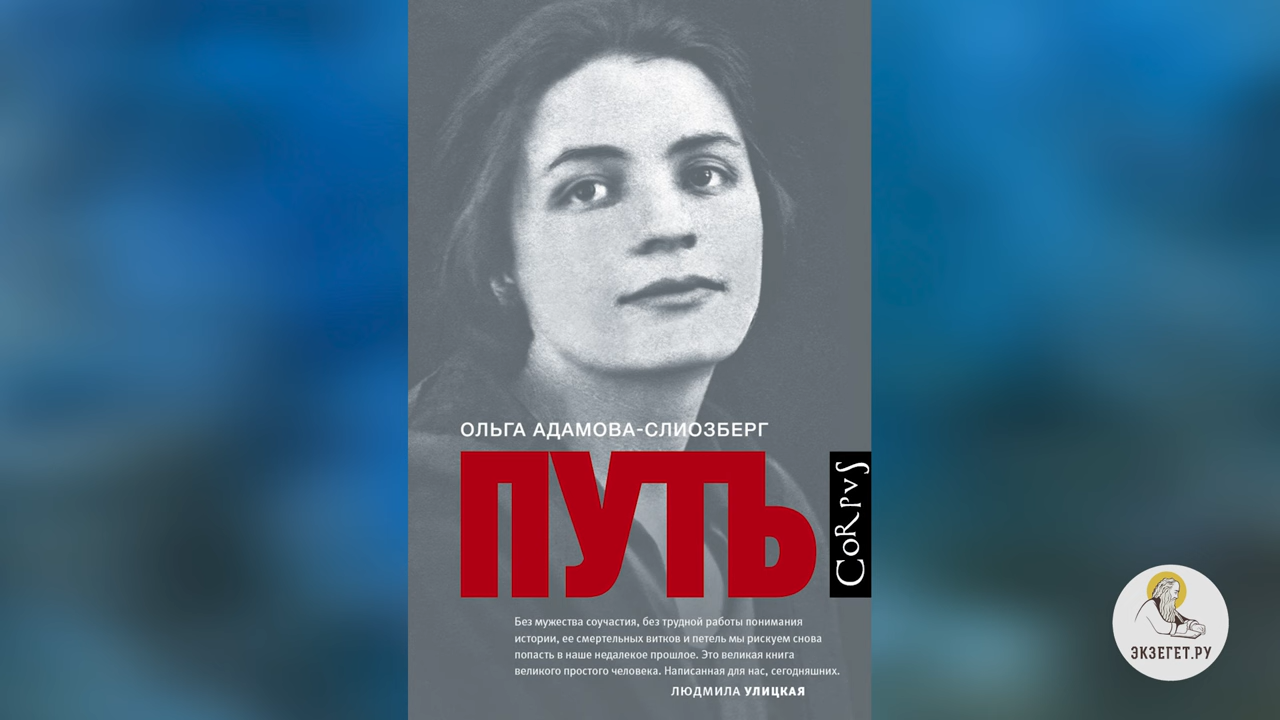 ОЛЬГА АДАМОВА-СЛИОЗБЕРГ
ПУТЬ
CORPVS
Без мужества соучастия, без трудной работы понимания
истории, ее смертельных витков и петель мы рискуем снова
попасть в наше недалекое прошлое. Это великая книга
великого простого человека. Написанная для нас, сегодняшних.
ЛЮДМИЛА УЛИЦКАЯ
ЭКЗЕГЕТ.РУ